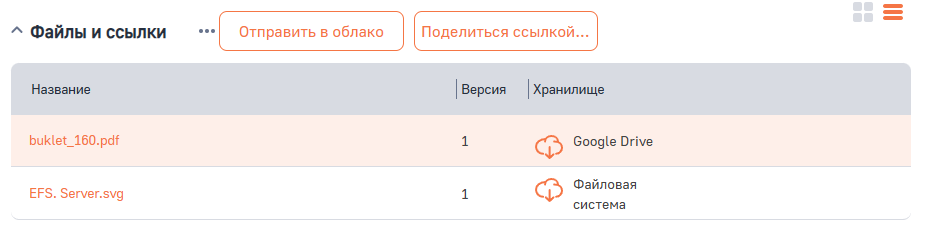 Файлы и ссылки ••• Отправить в облако Поделиться ссылкой...
Название Версия Хранилище
buklet_160.pdf 1 Google Drive
EFS. Server.svg 1 Файловая
система